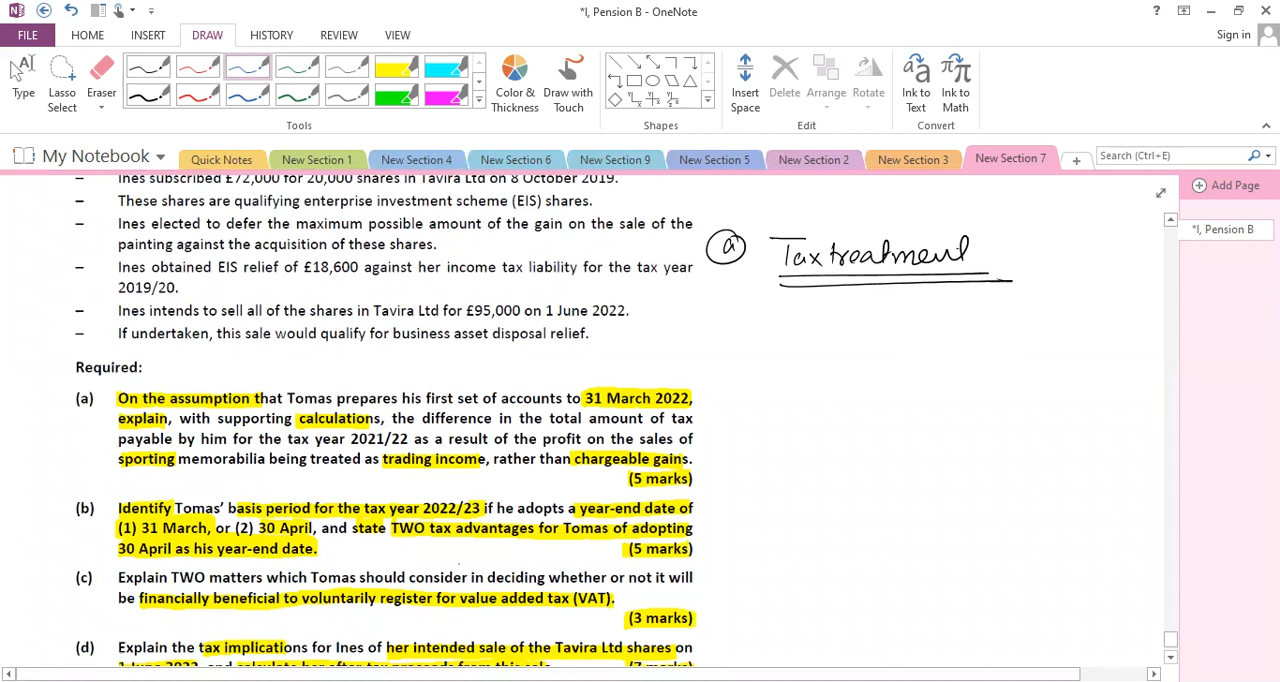 *I, Pension B - OneNote
?
Sign in
FILE HOME INSERT DRAW HISTORY REVIEW VIEW
Type
Lasso Select
Eraser
Color & Thickness
Draw with Touch
Insert Space
Delete
Arrange
Rotate
Ink to Text
Ink to Math
Tools
Shapes
Edit
Convert
My Notebook
Quick Notes New Section 1 New Section 4 New Section 6 New Section 9 New Section 5 New Section 2 New Section 3 New Section 7
Search (Ctrl+E)
Add Page
*I, Pension B
– Ines subscribed £72,000 for 20,000 shares in Tavira Ltd on 8 October 2019.
– These shares are qualifying enterprise investment scheme (EIS) shares.
– Ines elected to defer the maximum possible amount of the gain on the sale of the
painting against the acquisition of these shares.
– Ines obtained EIS relief of £18,600 against her income tax liability for the tax year
2019/20.
– Ines intends to sell all of the shares in Tavira Ltd for £95,000 on 1 June 2022.
– If undertaken, this sale would qualify for business asset disposal relief.
Required:
(a) On the assumption that Tomas prepares his first set of accounts to 31 March 2022,
explain, with supporting calculations, the difference in the total amount of tax
payable by him for the tax year 2021/22 as a result of the profit on the sales of
sporting memorabilia being treated as trading income, rather than chargeable gains.
(5 marks)
(b) Identify Tomas’ basis period for the tax year 2022/23 if he adopts a year-end date of
(1) 31 March, or (2) 30 April, and state TWO tax advantages for Tomas of adopting
30 April as his year-end date. (5 marks)
(c) Explain TWO matters which Tomas should consider in deciding whether or not it will
be financially beneficial to voluntarily register for value added tax (VAT).
(3 marks)
(d) Explain the tax implications for Ines of her intended sale of the Tavira Ltd shares on
1 June 2022, and calculate her after-tax proceeds from this sale. (7 marks)
a Tax treatment